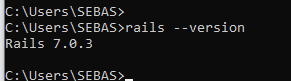 C:\Users\SEBAS>
C:\Users\SEBAS>rails --version
Rails 7.0.3
C:\Users\SEBAS>_